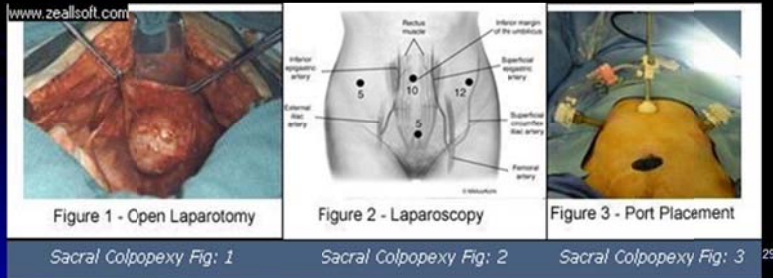 www.zeallsoft.com
Rectus
muscle
Inferior margin
of the umbilicus
Inferior
epigastric
artery
Superficial
epigastric
artery
5
10
12
External
iliac
artery
5
Superficial
circumflex
iliac artery
Femoral
artery
Figure 1 - Open Laparotomy
Figure 2 - Laparoscopy
Figure 3 - Port Placement
Sacral Colpopexy Fig: 1
Sacral Colpopexy Fig: 2
Sacral Colpopexy Fig: 3
29